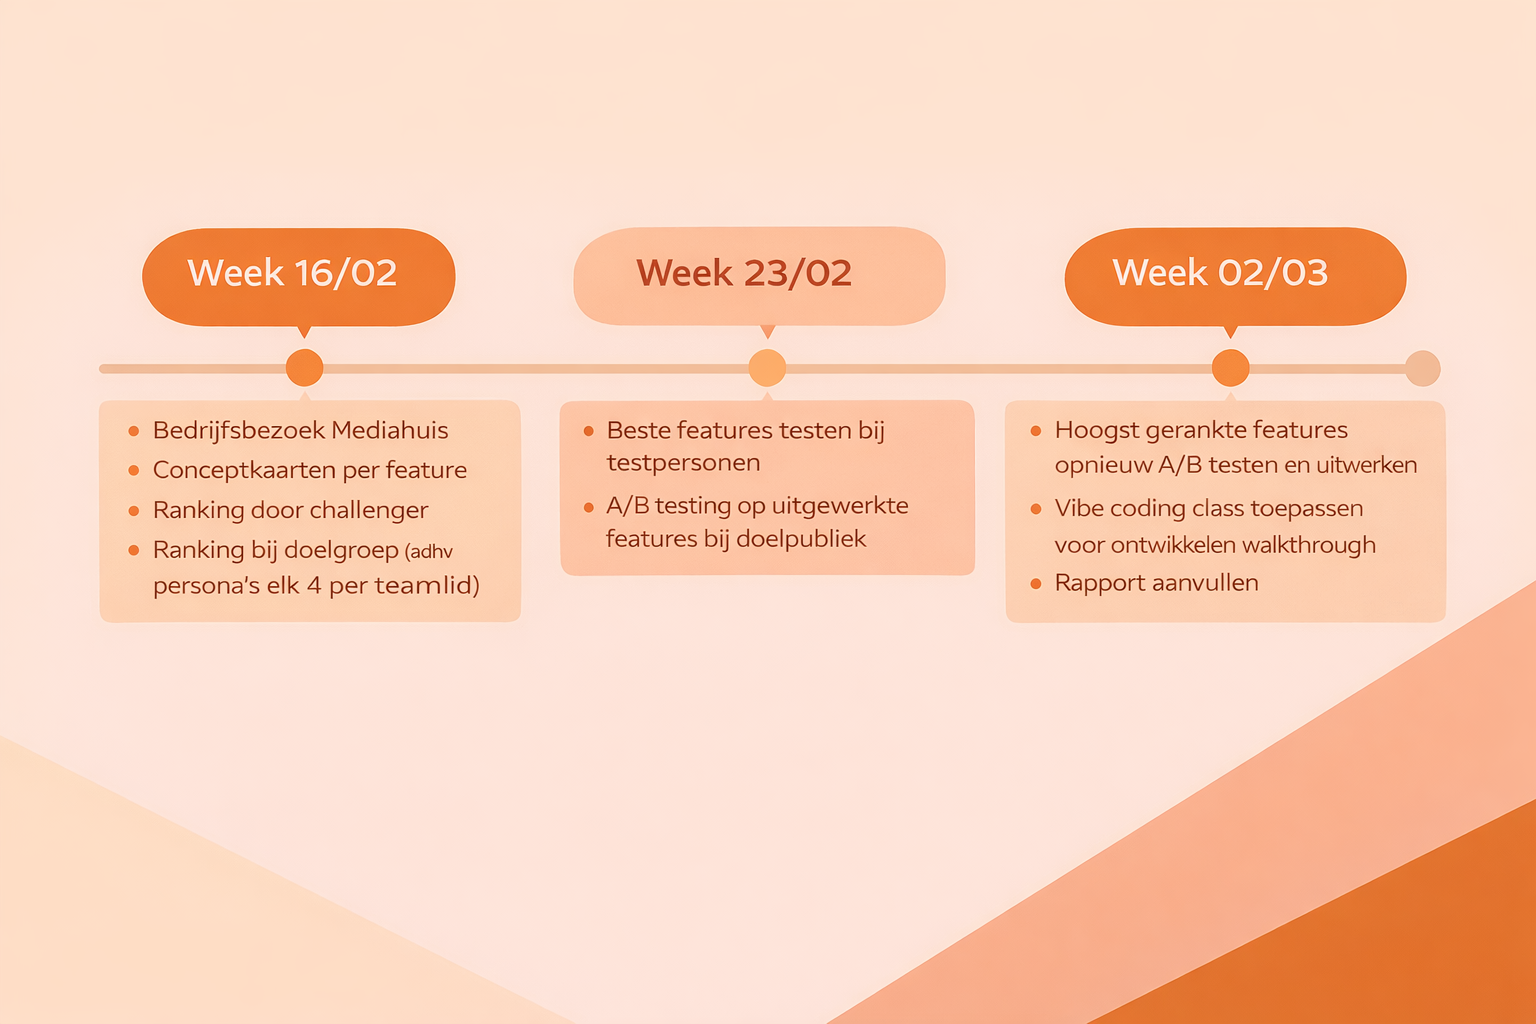 Week 16/02
• Bedrijfsbezoek Mediahuis
• Conceptkaarten per feature
• Ranking door challenger
• Ranking bij doelgroep (adhv
persona's elk 4 per teamlid)
Week 23/02
• Beste features testen bij
testpersonen
• A/B testing op uitgewerkte
features bij doelpubliek
Week 02/03
• Hoogst gerankte features
opnieuw A/B testen en uitwerken
• Vibe coding class toepassen
voor ontwikkelen walkthrough
• Rapport aanvullen